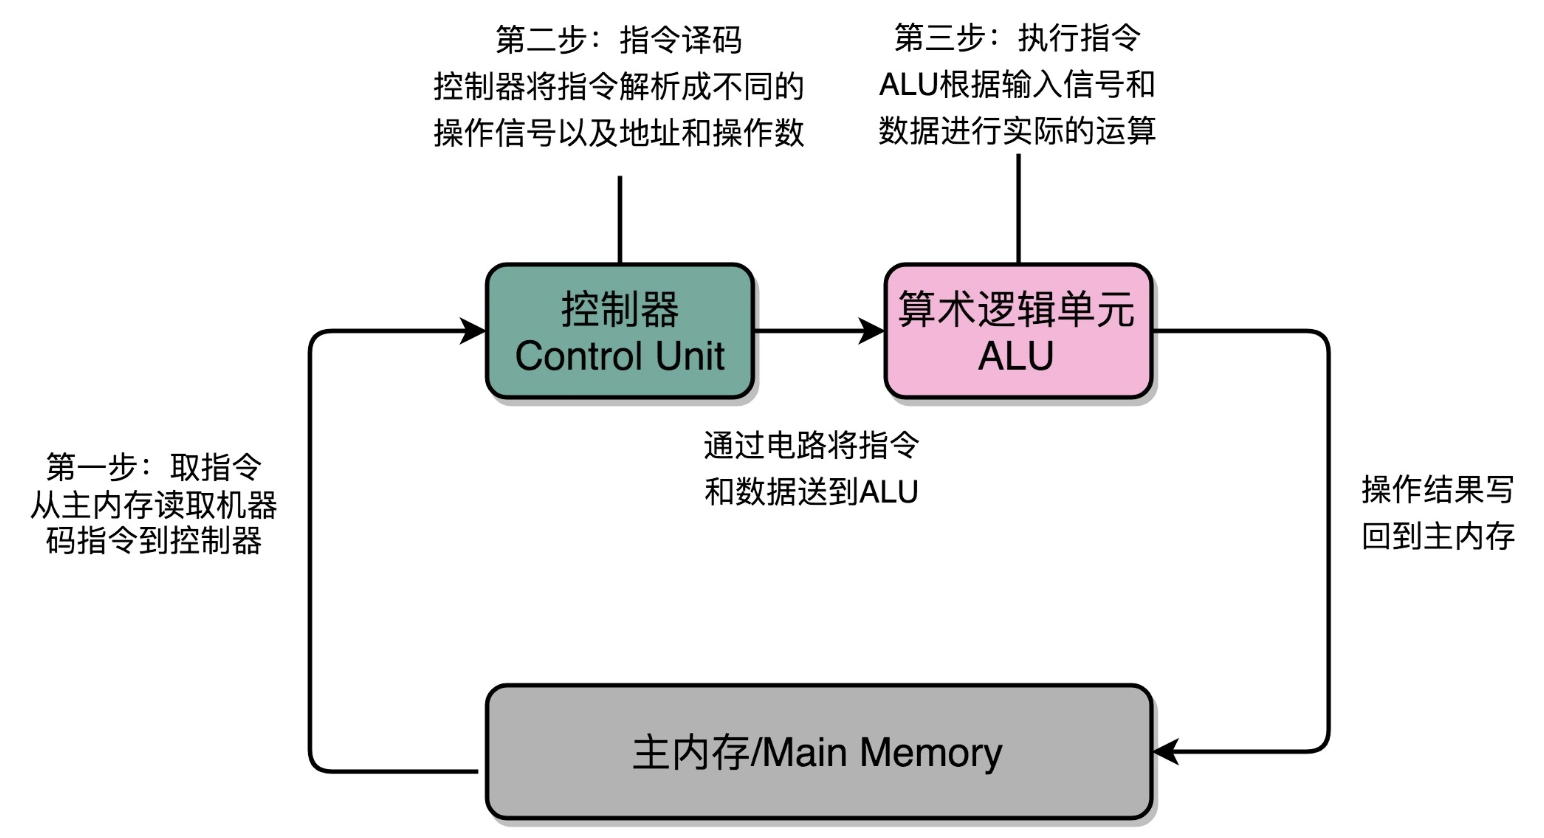 第二步：指令译码
控制器将指令解析成不同的
操作信号以及地址和操作数
第三步：执行指令
ALU根据输入信号和
数据进行实际的运算
控制器
Control Unit
算术逻辑单元
ALU
通过电路将指令
和数据送到ALU
第一步：取指令
从主内存读取机器
码指令到控制器
操作结果写
回到主内存
主内存/Main Memory